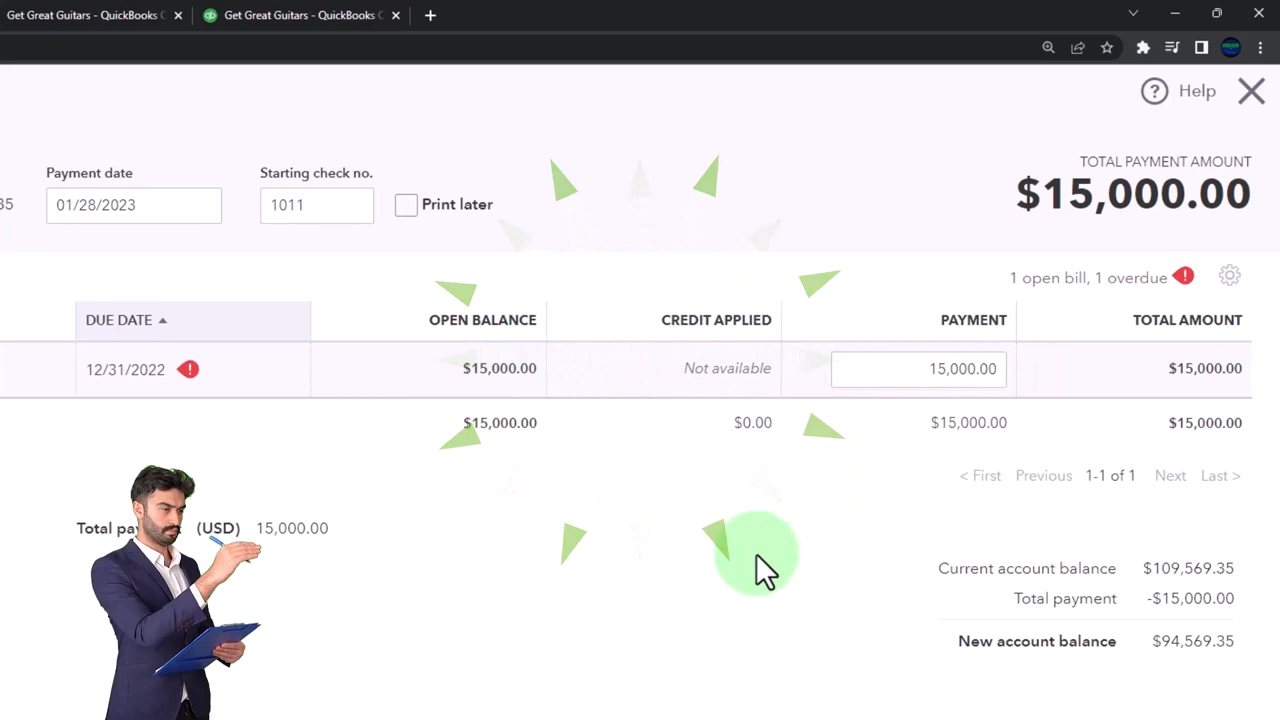 Get Great Guitars - QuickBooks
Get Great Guitars - QuickBooks
Help
Payment date
Starting check no.
TOTAL PAYMENT AMOUNT
35
01/28/2023
1011
Print later
$15,000.00
1 open bill, 1 overdue
DUE DATE
OPEN BALANCE
CREDIT APPLIED
PAYMENT
TOTAL AMOUNT
12/31/2022
$15,000.00
Not available
15,000.00
$15,000.00
$15,000.00
$0.00
$15,000.00
$15,000.00
< First
Previous
1-1 of 1
Next
Last >
Total (USD) 15,000.00
Current account balance $109,569.35
Total payment -$15,000.00
New account balance $94,569.35